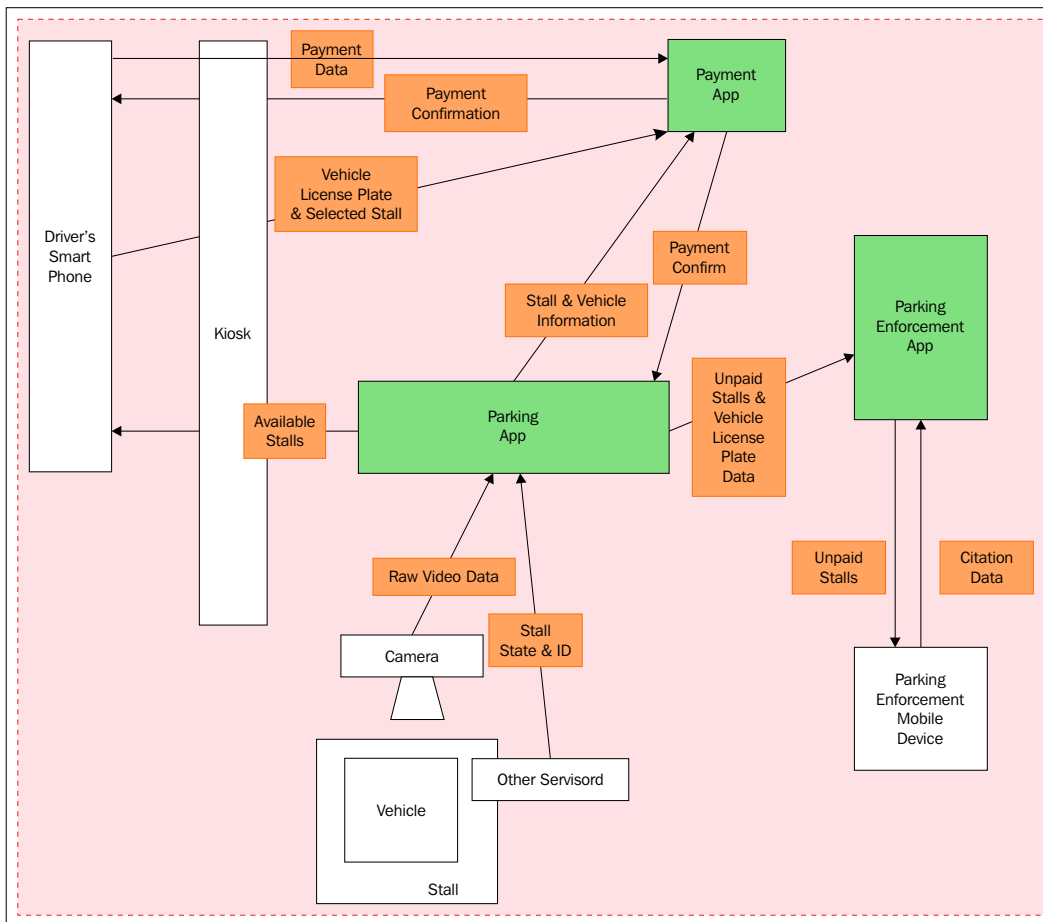 Payment
Data
Payment
App
Payment
Confirmation
Vehicle
License Plate
& Selected Stall
Driver's
Smart
Phone
Payment
Confirm
Kiosk
Stall & Vehicle
Information
Parking
Enforcement
App
Available
Stalls
Parking
App
Unpaid
Stalls &
Vehicle
License
Plate
Data
Raw Video Data
Unpaid
Stalls
Citation
Data
Stall
State & ID
Camera
Parking
Enforcement
Mobile
Device
Other Servisord
Vehicle
Stall